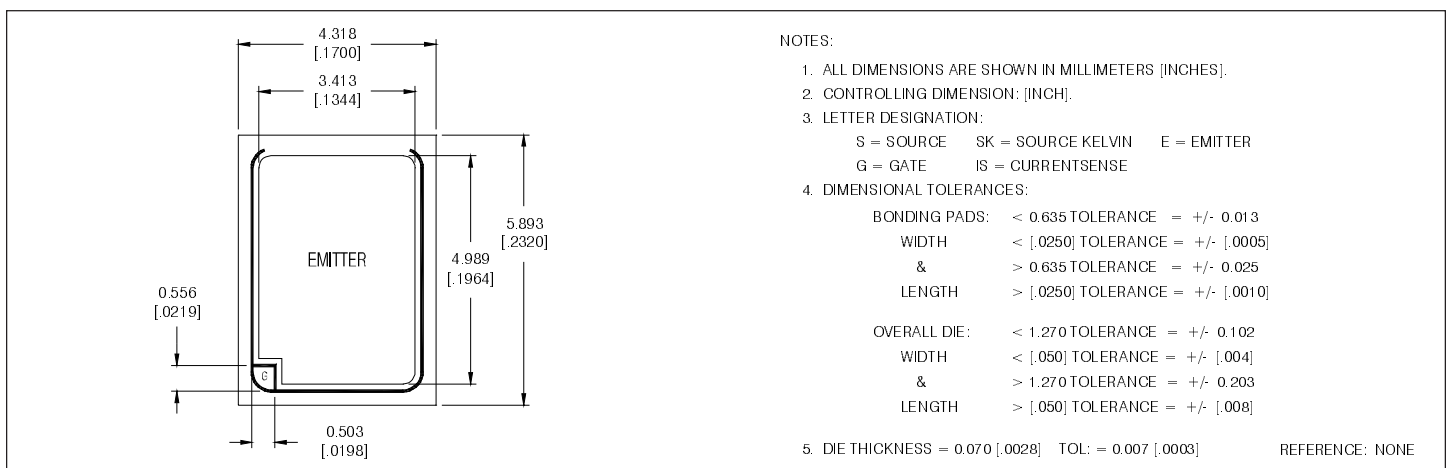 4.318
[.1700]
3.413
[.1344]
EMITTER
5.893
[.2320]
4.989
[.1964]
0.556
[.0219]
G
0.503
[.0198]
NOTES:
1. ALL DIMENSIONS ARE SHOWN IN MILLIMETERS [INCHES].
2. CONTROLLING DIMENSION: [INCH].
3. LETTER DESIGNATION:
S = SOURCE SK = SOURCE KELVIN E = EMITTER
G = GATE IS = CURRENTSENSE
4. DIMENSIONAL TOLERANCES:
BONDING PADS: < 0.635 TOLERANCE = +/- 0.013
WIDTH < [.0250] TOLERANCE = +/- [.0005]
& > 0.635 TOLERANCE = +/- 0.025
LENGTH > [.0250] TOLERANCE = +/- [.0010]
OVERALL DIE: < 1.270 TOLERANCE = +/- 0.102
WIDTH < [.050] TOLERANCE = +/- [.004]
& > 1.270 TOLERANCE = +/- 0.203
LENGTH > [.050] TOLERANCE = +/- [.008]
5. DIE THICKNESS = 0.070 [.0028] TOL: = 0.007 [.0003] REFERENCE: NONE